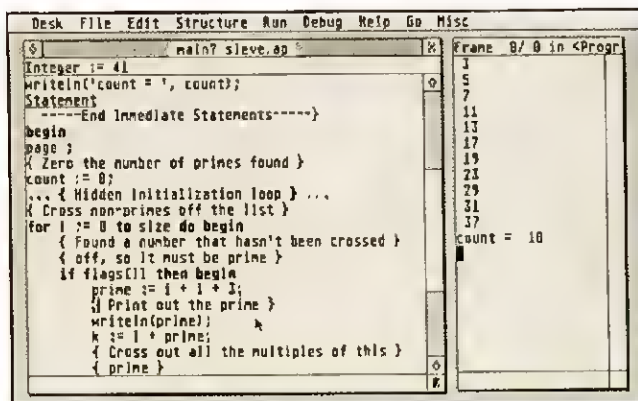 Desk File Edit Structure Run Debug Help Go Misc
main? sieve.ap
Integer := 41
writeln('count = ', count);
Statement
-----End Immediate Statements-----}
begin
page ;
{ Zero the number of primes found }
count := 0;
... { Hidden Initialization loop } ...
{ Cross non-primes off the list }
for i := 0 to size do begin
{ Found a number that hasn't been crossed }
{ off, so it must be prime }
if flags[i] then begin
prime := i + i + 3;
{ Print out the prime }
writeln(prime);
k := i + prime;
{ Cross out all the multiples of this }
{ prime }
Frame 0/ 0 in <Progr
3
5
7
11
13
17
19
23
29
31
37
count = 10